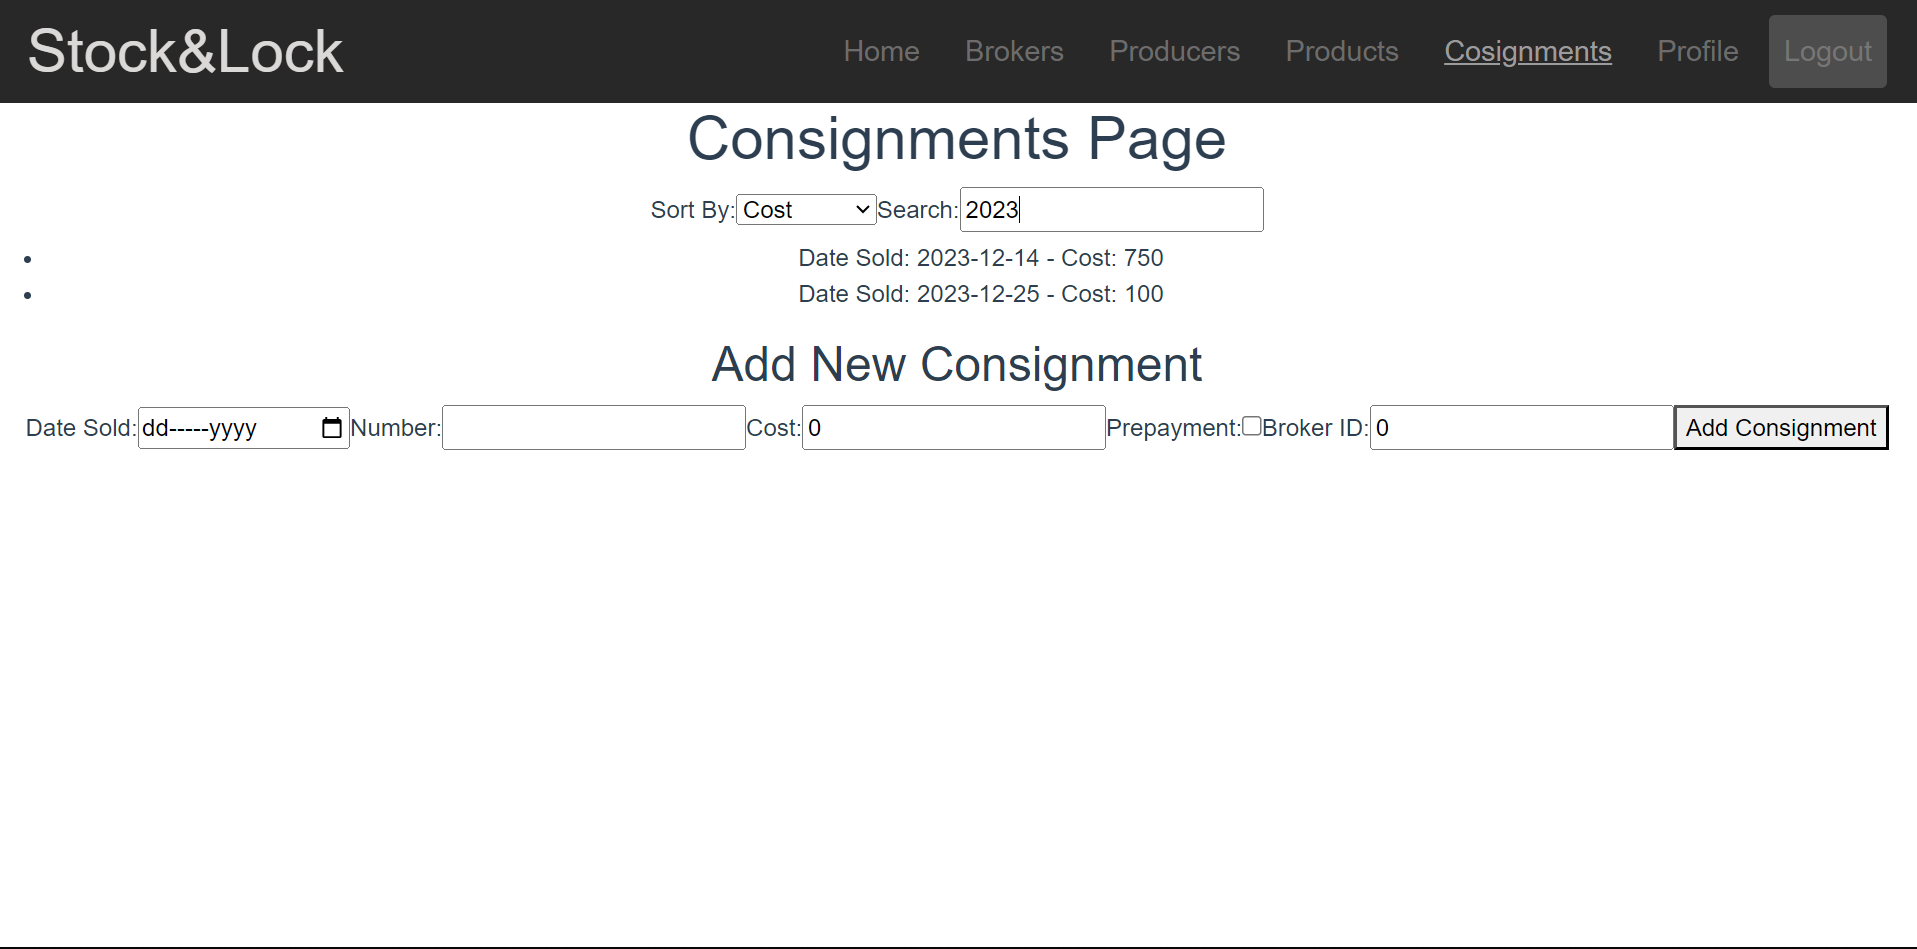 Stock&Lock Home Brokers Producers Products Cosignments Profile Logout
Consignments Page
Sort By: Cost Search: 2023
Date Sold: 2023-12-14 - Cost: 750
Date Sold: 2023-12-25 - Cost: 100
Add New Consignment
Date Sold: dd-----yyyy Number: Cost: 0 Prepayment: Broker ID: 0 Add Consignment